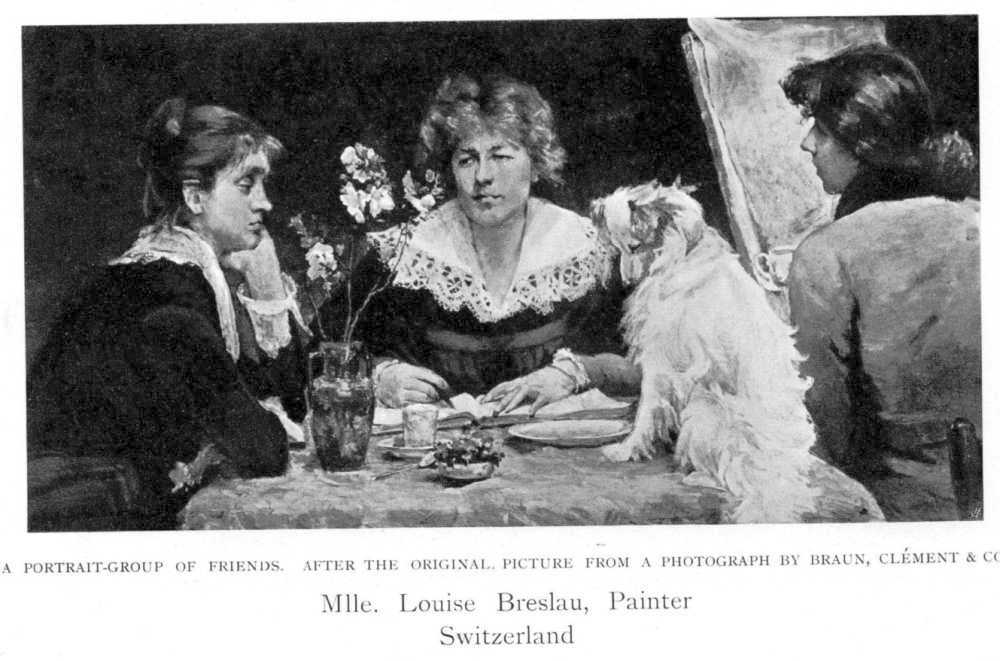 A PORTRAIT-GROUP OF FRIENDS. AFTER THE ORIGINAL. PICTURE FROM A PHOTOGRAPH BY BRAUN, CLÉMENT & CO
Mlle. Louise Breslau, Painter
Switzerland